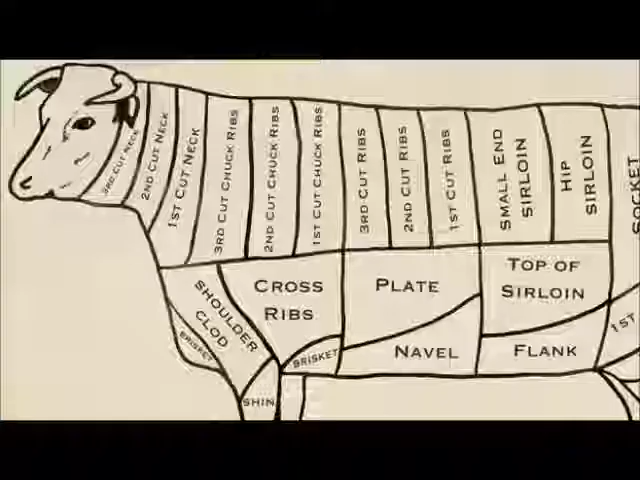 3RD CUT NECK
2ND CUT NECK
1ST CUT NECK
3RD CUT CHUCK RIBS
2ND CUT CHUCK RIBS
1ST CUT CHUCK RIBS
3RD CUT RIBS
2ND CUT RIBS
1ST CUT RIBS
SMALL END
SIRLOIN
HIP
SIRLOIN
SOCKET
SHOULDER
CLOD
CROSS
RIBS
PLATE
TOP OF
SIRLOIN
1ST
BRISKET
BRISKET
NAVEL
FLANK
SHIN